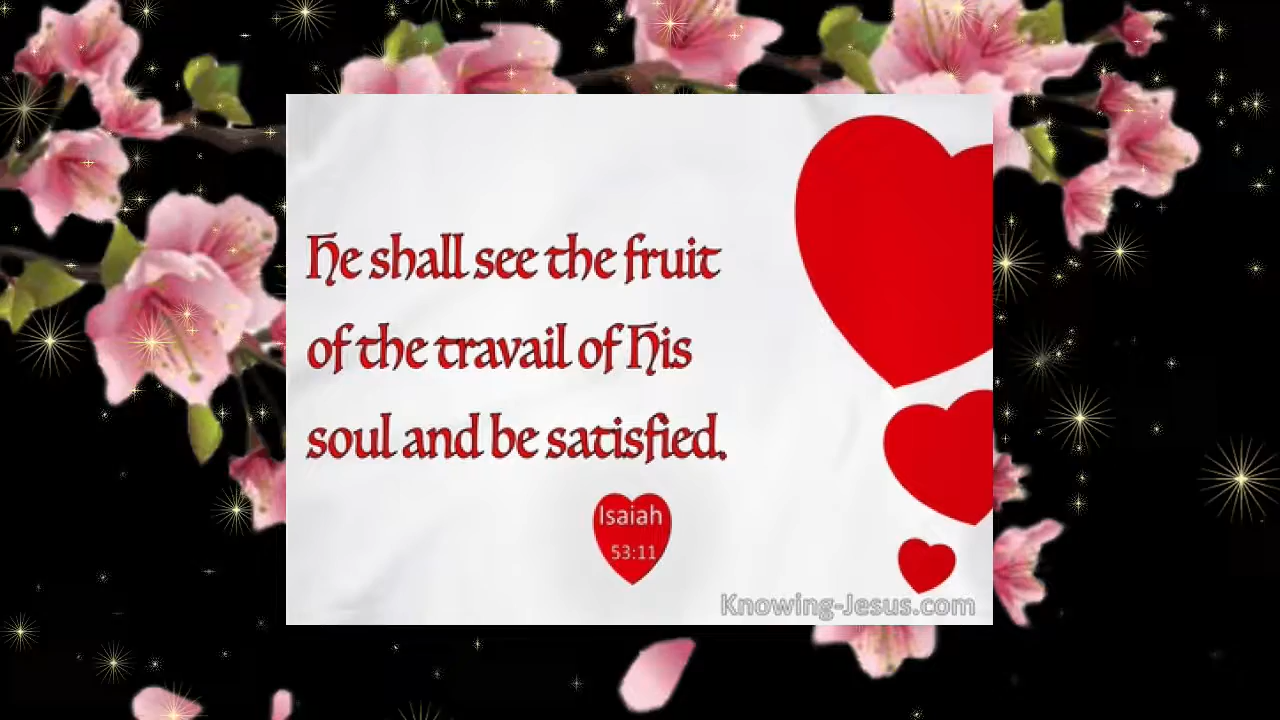 He shall see the fruit
of the travail of His
soul and be satisfied.
Isaiah
53:11
Knowing-Jesus.com